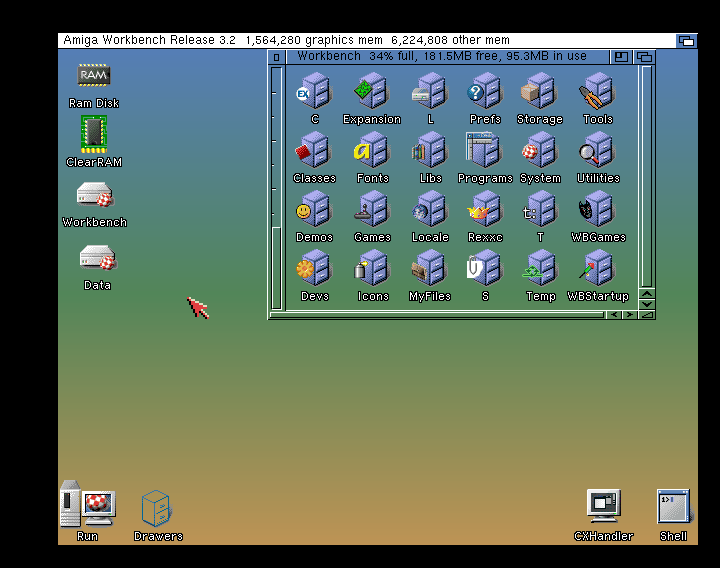 Amiga Workbench Release 3.2 1,564,280 graphics mem 6,224,808 other mem
Workbench 34% full, 181.5MB free, 95.3MB in use
RAM
Ram Disk
ClearRAM
Workbench
Data
EX
C Expansion L Prefs Storage Tools
Classes Fonts Libs Programs System Utilities
t:
Demos Games Locale Rexxc T WBGames
Devs Icons MyFiles S Temp WBStartup
1>
Run Drawers CXHandler Shell